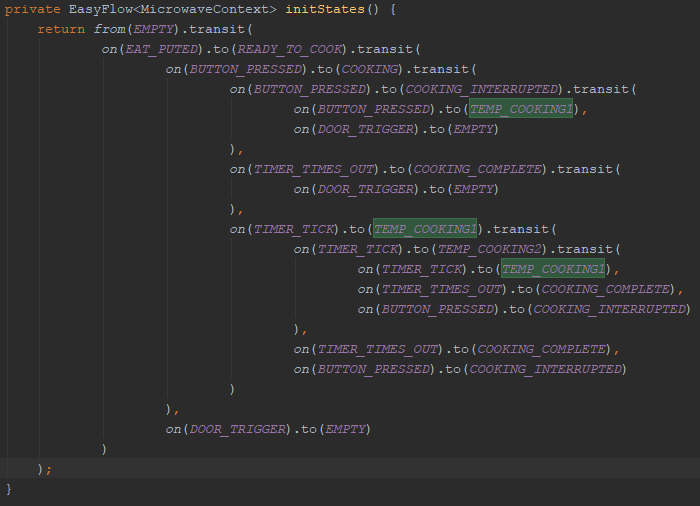 private EasyFlow<MicrowaveContext> initStates() {
    return from(EMPTY).transit(
            on(EAT_PUTED).to(READY_TO_COOK).transit(
                    on(BUTTON_PRESSED).to(COOKING).transit(
                            on(BUTTON_PRESSED).to(COOKING_INTERRUPTED).transit(
                                    on(BUTTON_PRESSED).to(TEMP_COOKING1),
                                    on(DOOR_TRIGGER).to(EMPTY)
                            ),
                            on(TIMER_TIMES_OUT).to(COOKING_COMPLETE).transit(
                                    on(DOOR_TRIGGER).to(EMPTY)
                            ),
                            on(TIMER_TICK).to(TEMP_COOKING1).transit(
                                    on(TIMER_TICK).to(TEMP_COOKING2).transit(
                                            on(TIMER_TICK).to(TEMP_COOKING1),
                                            on(TIMER_TIMES_OUT).to(COOKING_COMPLETE),
                                            on(BUTTON_PRESSED).to(COOKING_INTERRUPTED)
                                    ),
                                    on(TIMER_TIMES_OUT).to(COOKING_COMPLETE),
                                    on(BUTTON_PRESSED).to(COOKING_INTERRUPTED)
                            )
                    ),
                    on(DOOR_TRIGGER).to(EMPTY)
            )
    );
}